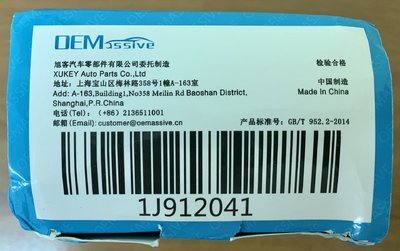 OEMassive
旭客汽车零部件有限公司委托制造
检验合格
XUKEY Auto Parts Co.,Ltd
地址：上海宝山区梅林路358号1幢A-163室
中国制造
Add: A-163,Building1,No358 Meilin Rd Baoshan District,
Made In China
Shanghai,P.R.China
电话(Tel): (+86) 2136511001
邮箱(Email): customer@oemassive.com
产品标准号: GB/T 952.2-2014
1J912041